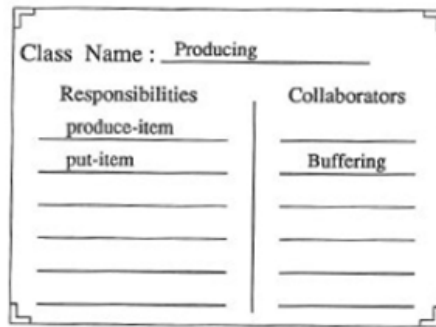 Class Name : Producing
Responsibilities Collaborators
produce-item
put-item Buffering